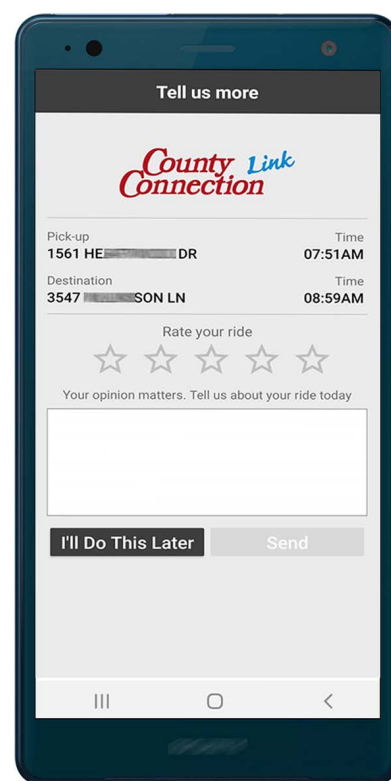 Tell us more
County Link
Connection
Pick-up Time
1561 HE DR 07:51AM
Destination Time
3547 SON LN 08:59AM
Rate your ride
Your opinion matters. Tell us about your ride today
I'll Do This Later Send